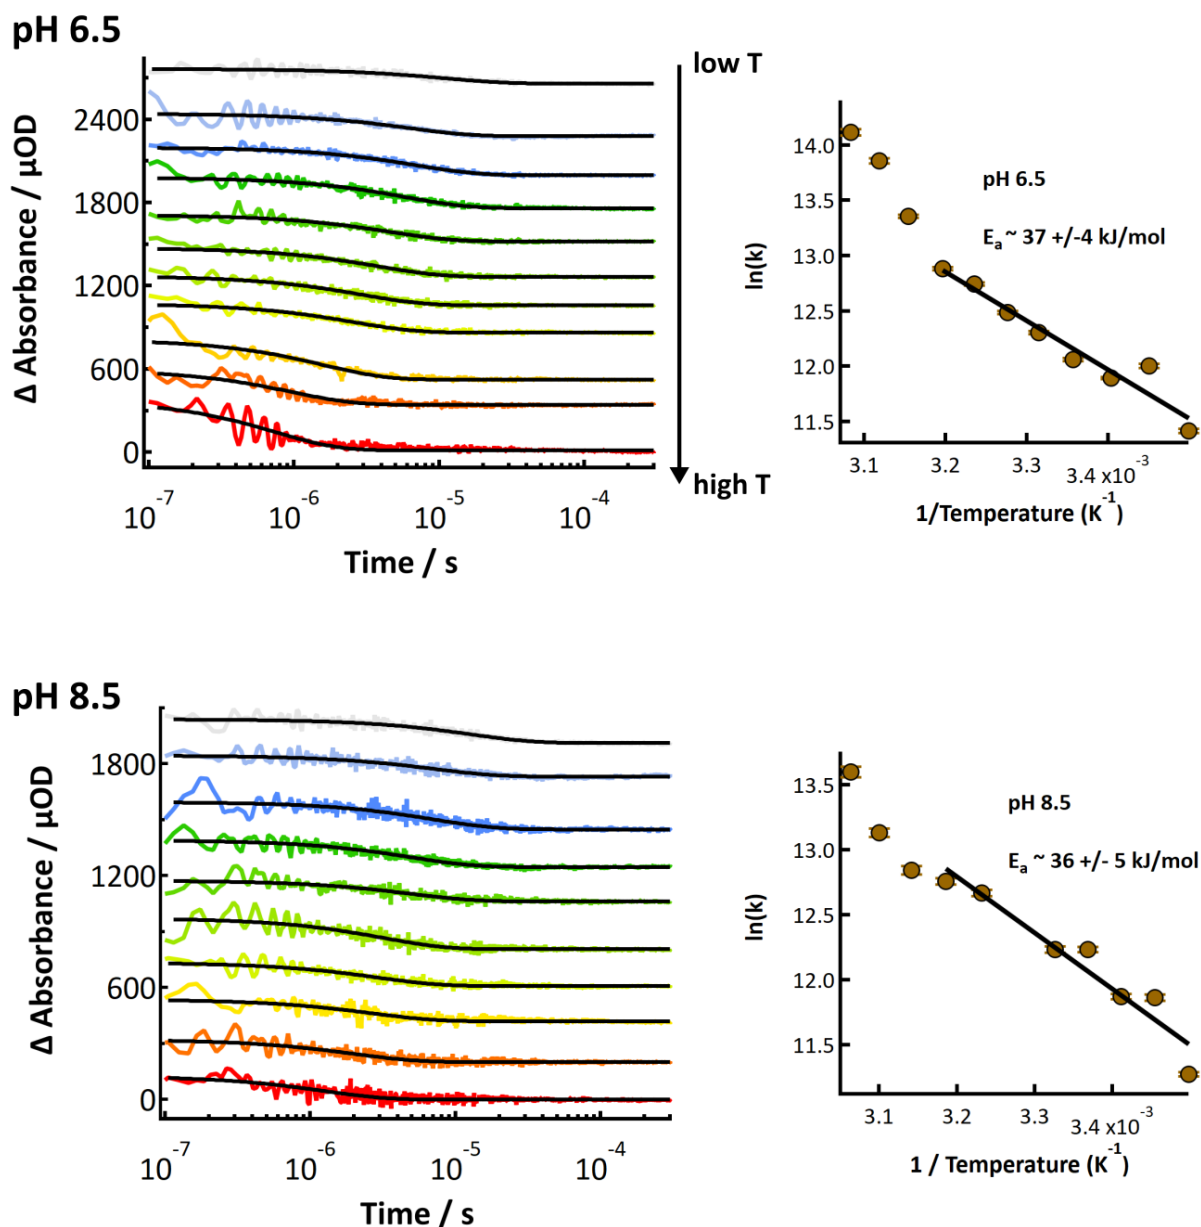 pH 6.5
low T
high T
Δ Absorbance / µOD
2400
1800
1200
600
0
10^-7
10^-6
10^-5
10^-4
Time / s
ln(k)
14.0
13.5
13.0
12.5
12.0
11.5
pH 6.5
E_a ~ 37 +/-4 kJ/mol
3.1
3.2
3.3
3.4 x10^-3
1/Temperature (K^-1)
pH 8.5
Δ Absorbance / µOD
1800
1200
600
0
10^-7
10^-6
10^-5
10^-4
Time / s
ln(k)
13.5
13.0
12.5
12.0
11.5
pH 8.5
E_a ~ 36 +/- 5 kJ/mol
3.1
3.2
3.3
3.4 x10^-3
1 / Temperature (K^-1)